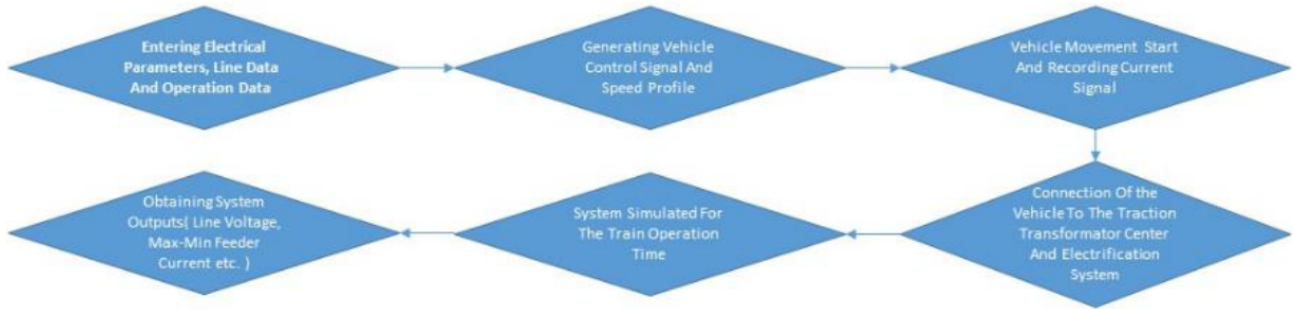 Entering Electrical
Parameters, Line Data
And Operation Data
Generating Vehicle
Control Signal And
Speed Profile
Vehicle Movement Start
And Recording Current
Signal
Connection Of the
Vehicle To The Traction
Transformator Center
And Electrification
System
System Simulated For
The Train Operation
Time
Obtaining System
Outputs( Line Voltage,
Max-Min Feeder
Current etc. )